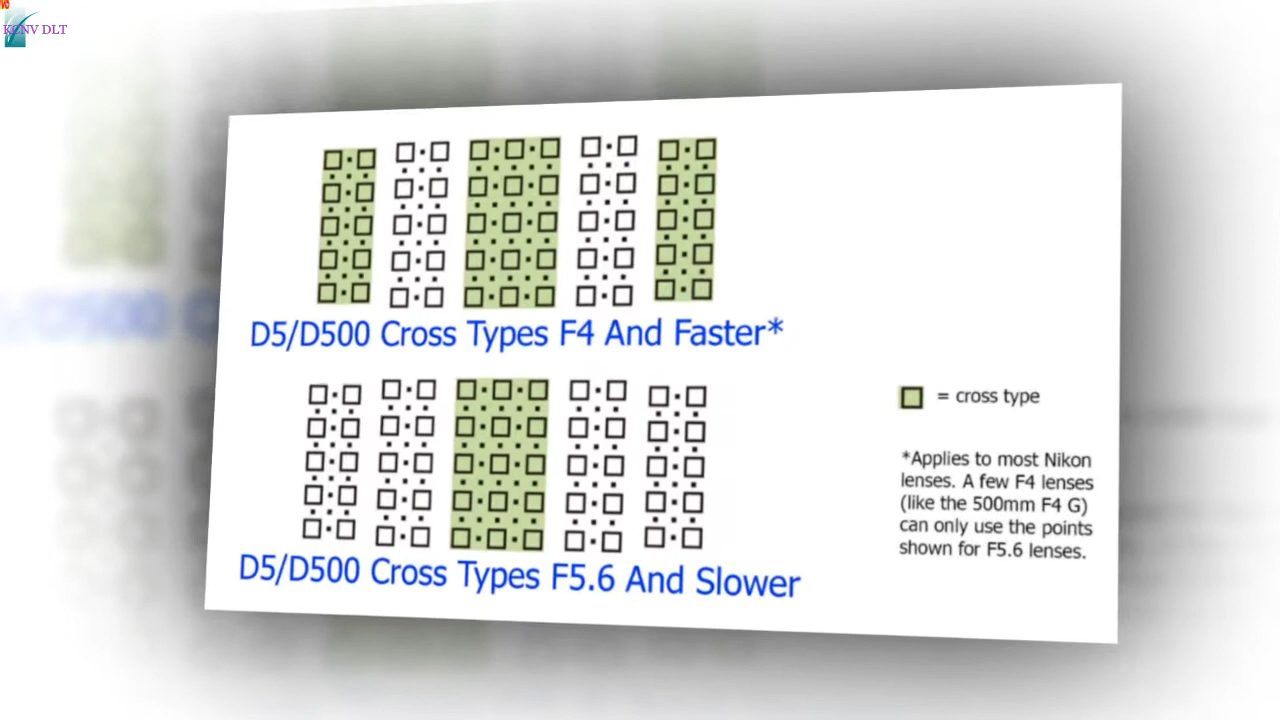 KCNV DLT
D5/D500 Cross Types F4 And Faster*
D5/D500 Cross Types F5.6 And Slower
= cross type
*Applies to most Nikon
lenses. A few F4 lenses
(like the 500mm F4 G)
can only use the points
shown for F5.6 lenses.